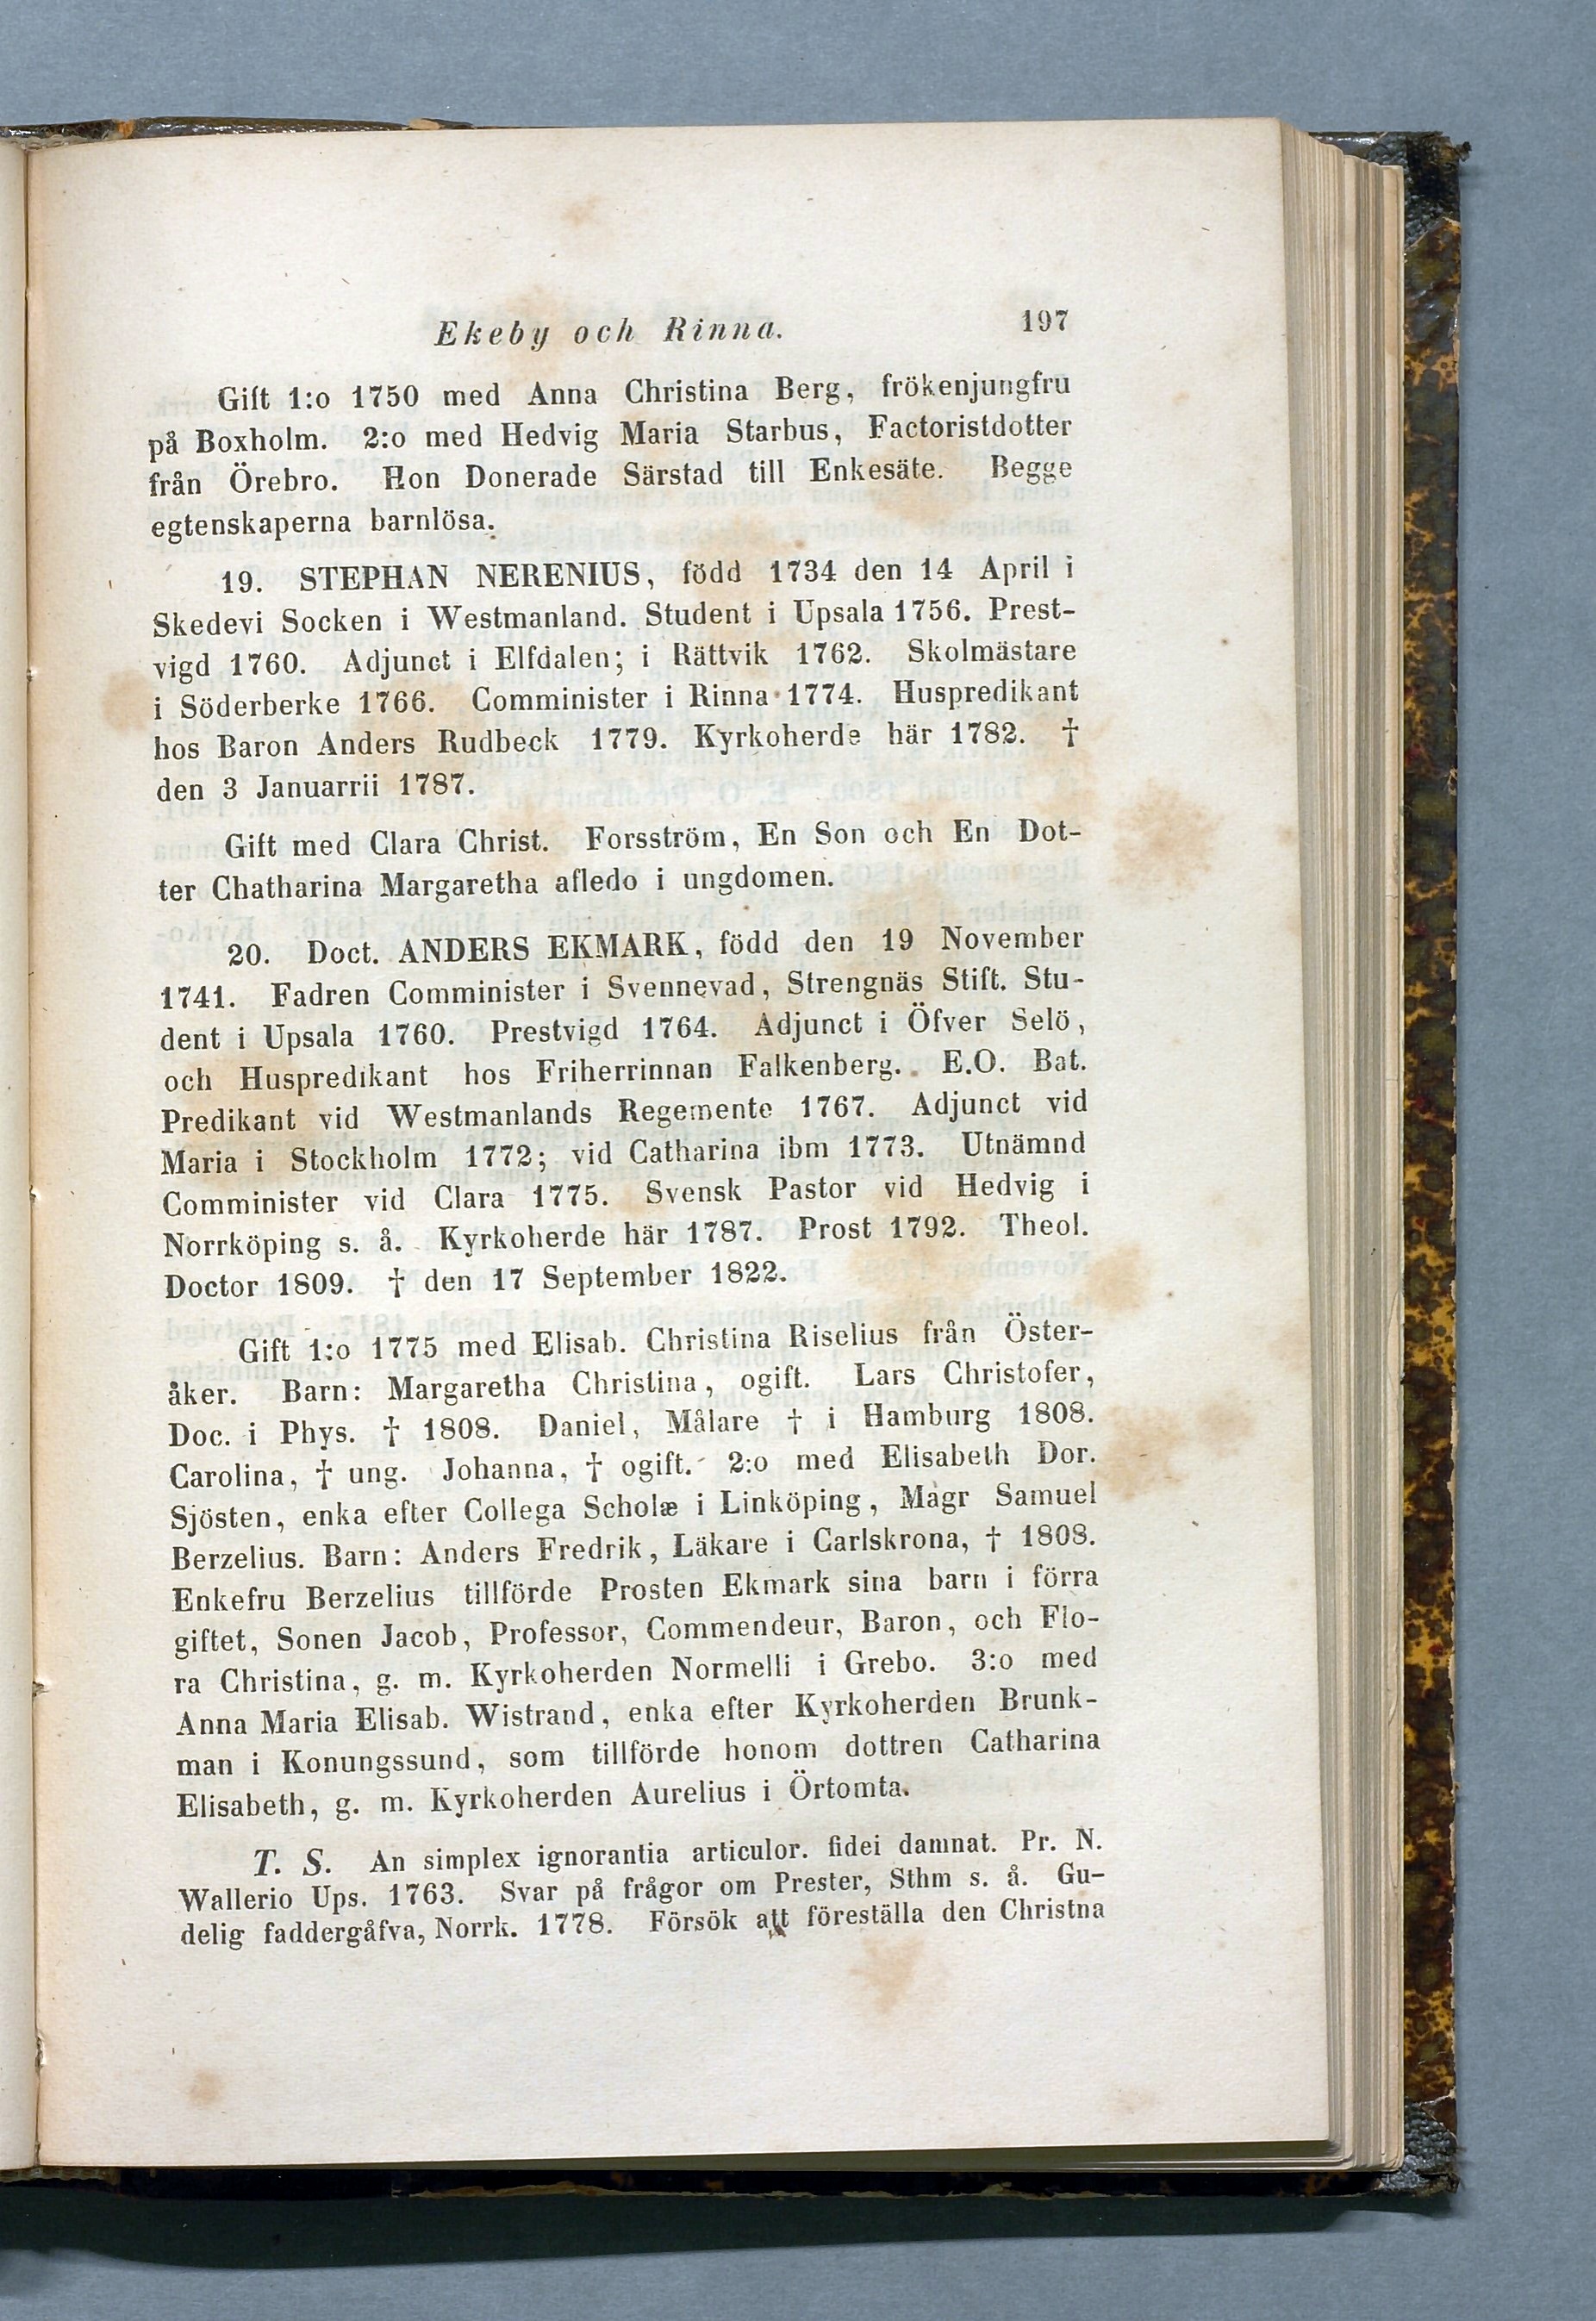 Ekeby och Rinna. 197
Gift 1:o 1750 med Anna Christina Berg, frökenjungfru
på Boxholm. 2:o med Hedvig Maria Starbus, Factoristdotter
från Örebro. Hon Donerade Särstad till Enkesäte. Begge
egtenskaperna barnlösa.
19. STEPHAN NERENIUS, född 1734 den 14 April i
Skedevi Socken i Westmanland. Student i Upsala 1756. Prest-
vigd 1760. Adjunct i Elfdalen; i Rättvik 1762. Skolmästare
i Söderberke 1766. Comminister i Rinna 1774. Huspredikant
hos Baron Anders Rudbeck 1779. Kyrkoherde här 1782. †
den 3 Januarrii 1787.
Gift med Clara Christ. Forsström, En Son och En Dot-
ter Chatharina Margaretha afledo i ungdomen.
20. Doct. ANDERS EKMARK, född den 19 November
1741. Fadren Comminister i Svennevad, Strengnäs Stift. Stu-
dent i Upsala 1760. Prestvigd 1764. Adjunct i Öfver Selö,
och Huspredikant hos Friherrinnan Falkenberg. E.O. Bat.
Predikant vid Westmanlands Regemente 1767. Adjunct vid
Maria i Stockholm 1772; vid Catharina ibm 1773. Utnämnd
Comminister vid Clara 1775. Svensk Pastor vid Hedvig i
Norrköping s. å. Kyrkoherde här 1787. Prost 1792. Theol.
Doctor 1809. † den 17 September 1822.
Gift 1:o 1775 med Elisab. Christina Riselius från Öster-
åker. Barn: Margaretha Christina, ogift. Lars Christofer,
Doc. i Phys. † 1808. Daniel, Målare † i Hamburg 1808.
Carolina, † ung. Johanna, † ogift. 2:o med Elisabeth Dor.
Sjösten, enka efter Collega Scholæ i Linköping, Magr Samuel
Berzelius. Barn: Anders Fredrik, Läkare i Carlskrona, † 1808.
Enkefru Berzelius tillförde Prosten Ekmark sina barn i förra
giftet, Sonen Jacob, Professor, Commendeur, Baron, och Flo-
ra Christina, g. m. Kyrkoherden Normelli i Grebo. 3:o med
Anna Maria Elisab. Wistrand, enka efter Kyrkoherden Brunk-
man i Konungssund, som tillförde honom dottren Catharina
Elisabeth, g. m. Kyrkoherden Aurelius i Örtomta.
T. S. An simplex ignorantia articulor. fidei damnat. Pr. N.
Wallerio Ups. 1763. Svar på frågor om Prester, Sthm s. å. Gu-
delig faddergåfva, Norrk. 1778. Försök att föreställa den Christna